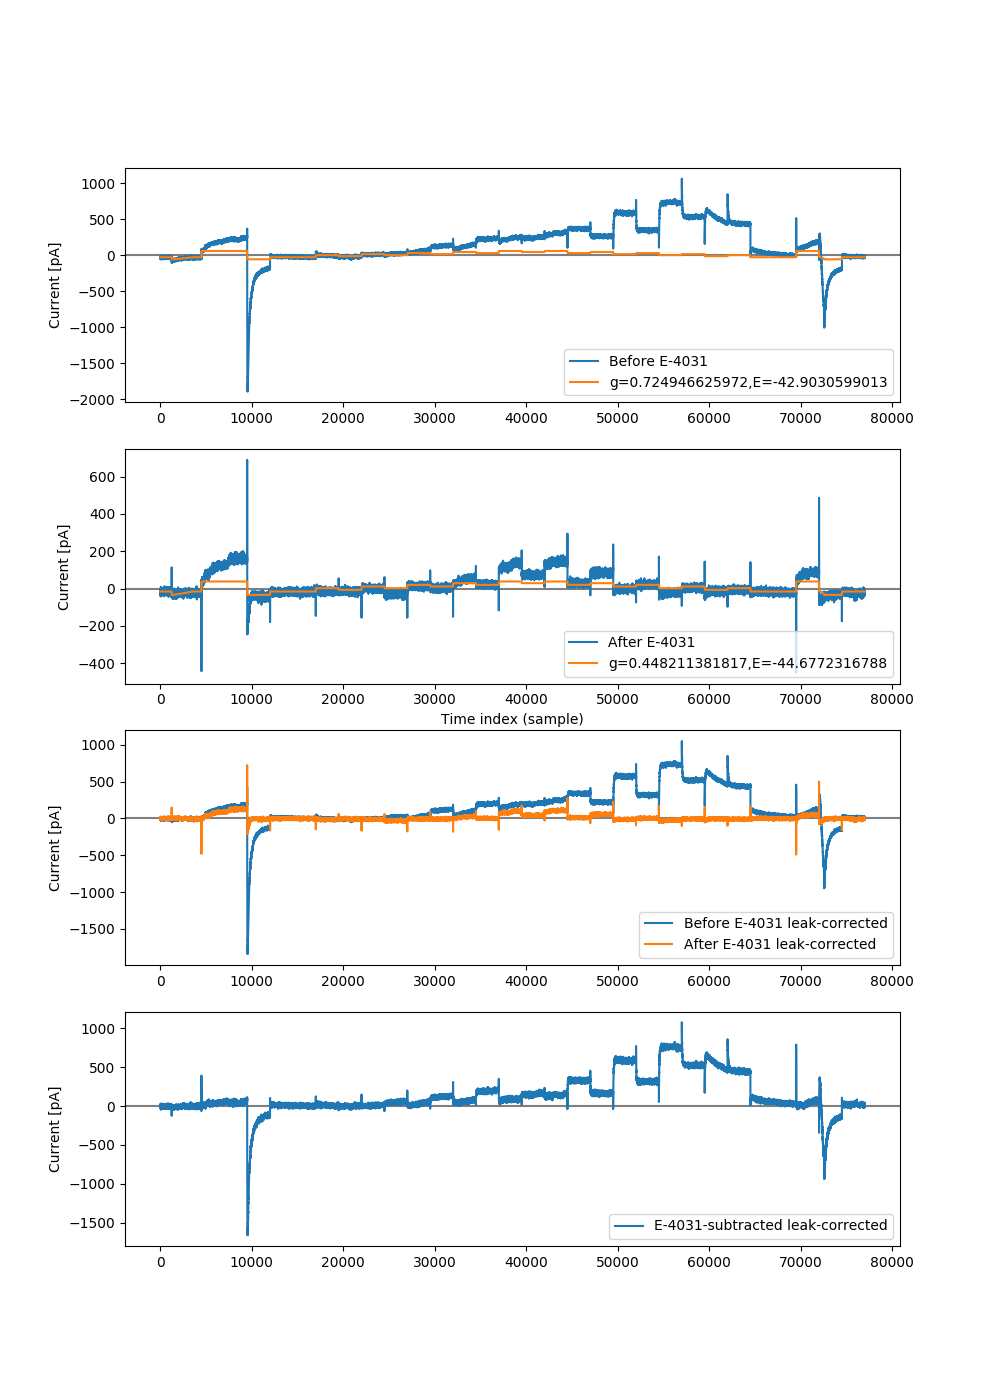 1000
500
0
−500
−1000
−1500
−2000
Current [pA]
Before E-4031
g=0.724946625972,E=-42.9030599013
0 10000 20000 30000 40000 50000 60000 70000 80000
600
400
200
0
−200
−400
Current [pA]
After E-4031
g=0.448211381817,E=-44.6772316788
0 10000 20000 30000 40000 50000 60000 70000 80000
Time index (sample)
1000
500
0
−500
−1000
−1500
Current [pA]
Before E-4031 leak-corrected
After E-4031 leak-corrected
0 10000 20000 30000 40000 50000 60000 70000 80000
1000
500
0
−500
−1000
−1500
Current [pA]
E-4031-subtracted leak-corrected
0 10000 20000 30000 40000 50000 60000 70000 80000